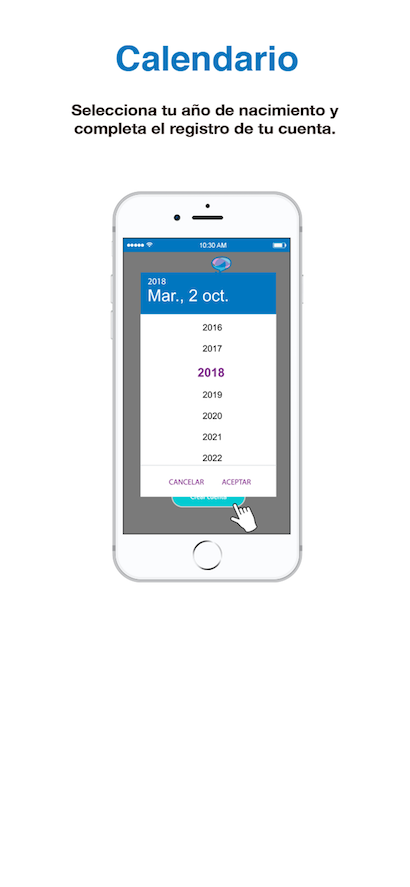 Calendario
Selecciona tu año de nacimiento y
completa el registro de tu cuenta.
10:30 AM
2018
Mar., 2 oct.
2016
2017
2018
2019
2020
2021
2022
CANCELAR ACEPTAR
Crear cuenta